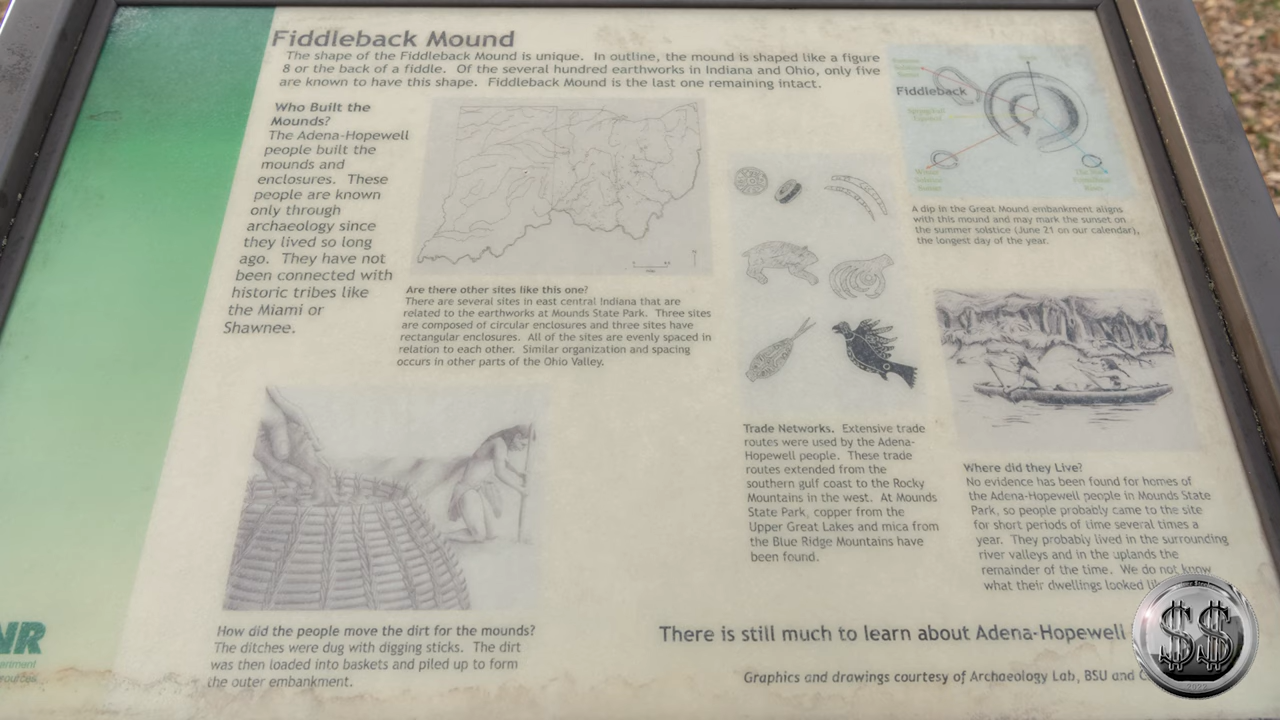 Fiddleback Mound
The shape of the Fiddleback Mound is unique. In outline, the mound is shaped like a figure
8 or the back of a fiddle. Of the several hundred earthworks in Indiana and Ohio, only five
are known to have this shape. Fiddleback Mound is the last one remaining intact.
Who Built the
Mounds?
The Adena-Hopewell
people built the
mounds and
enclosures. These
people are known
only through
archaeology since
they lived so long
ago. They have not
been connected with
historic tribes like
the Miami or
Shawnee.
Are there other sites like this one?
There are several sites in east central Indiana that are
related to the earthworks at Mounds State Park. Three sites
are composed of circular enclosures and three sites have
rectangular enclosures. All of the sites are evenly spaced in
relation to each other. Similar organization and spacing
occurs in other parts of the Ohio Valley.
How did the people move the dirt for the mounds?
The ditches were dug with digging sticks. The dirt
was then loaded into baskets and piled up to form
the outer embankment.
Trade Networks. Extensive trade
routes were used by the Adena-
Hopewell people. These trade
routes extended from the
southern gulf coast to the Rocky
Mountains in the west. At Mounds
State Park, copper from the
Upper Great Lakes and mica from
the Blue Ridge Mountains have
been found.
Fiddleback
A dip in the Great Mound embankment aligns
with this mound and may mark the sunset on
the summer solstice (June 21 on our calendar),
the longest day of the year.
Where did they Live?
No evidence has been found for homes of
the Adena-Hopewell people in Mounds State
Park, so people probably came to the site
for short periods of time several times a
year. They probably lived in the surrounding
river valleys and in the uplands the
remainder of the time. We do not know
what their dwellings looked
There is still much to learn about Adena-Hopewell
Graphics and drawings courtesy of Archaeology Lab, BSU and
NR
$$